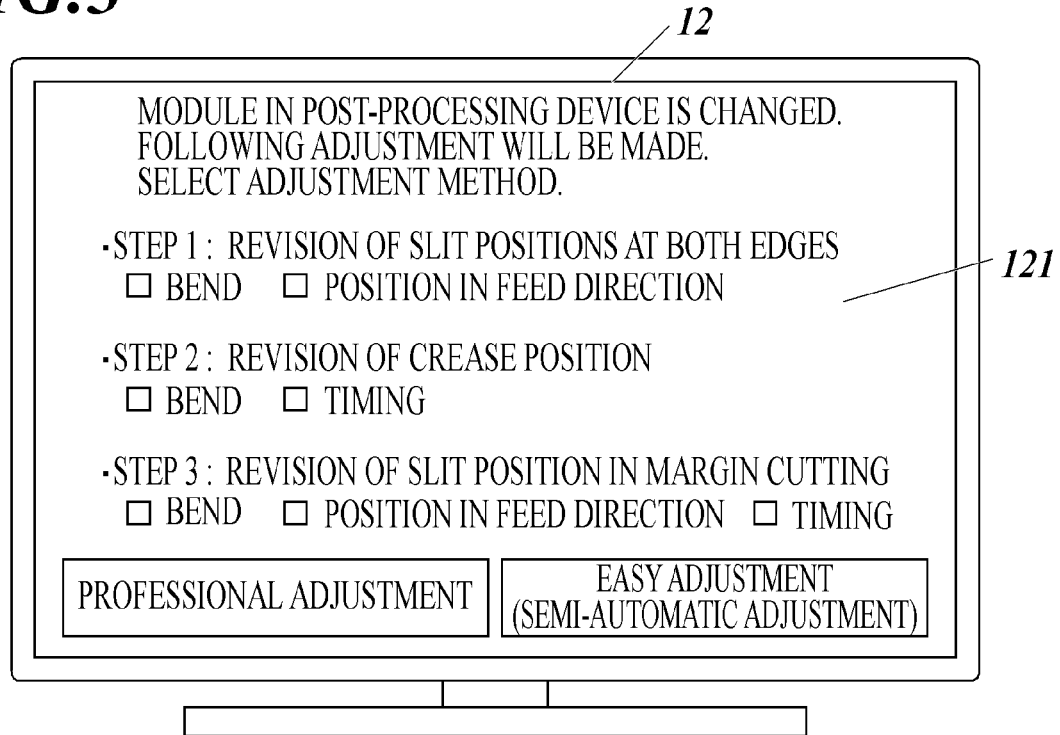 12
MODULE IN POST-PROCESSING DEVICE IS CHANGED.
FOLLOWING ADJUSTMENT WILL BE MADE.
SELECT ADJUSTMENT METHOD.
·STEP 1 : REVISION OF SLIT POSITIONS AT BOTH EDGES
□ BEND □ POSITION IN FEED DIRECTION
121
·STEP 2 : REVISION OF CREASE POSITION
□ BEND □ TIMING
·STEP 3 : REVISION OF SLIT POSITION IN MARGIN CUTTING
□ BEND □ POSITION IN FEED DIRECTION □ TIMING
PROFESSIONAL ADJUSTMENT
EASY ADJUSTMENT
(SEMI-AUTOMATIC ADJUSTMENT)